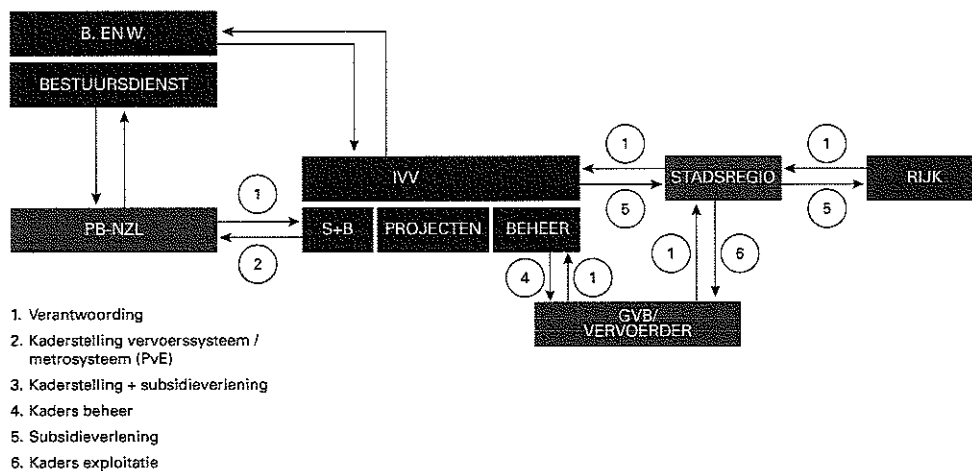 B. EN W.
BESTUURSDIENST
1
1
IVV
STADSREGIO
RIJK
5
5
1
PB-NZL
S+B
PROJECTEN
BEHEER
2
4
1
1
6
GVB/
VERVOERDER
1. Verantwoording
2. Kaderstelling vervoerssysteem /
metrosysteem (PvE)
3. Kaderstelling + subsidieverlening
4. Kaders beheer
5. Subsidieverlening
6. Kaders exploitatie